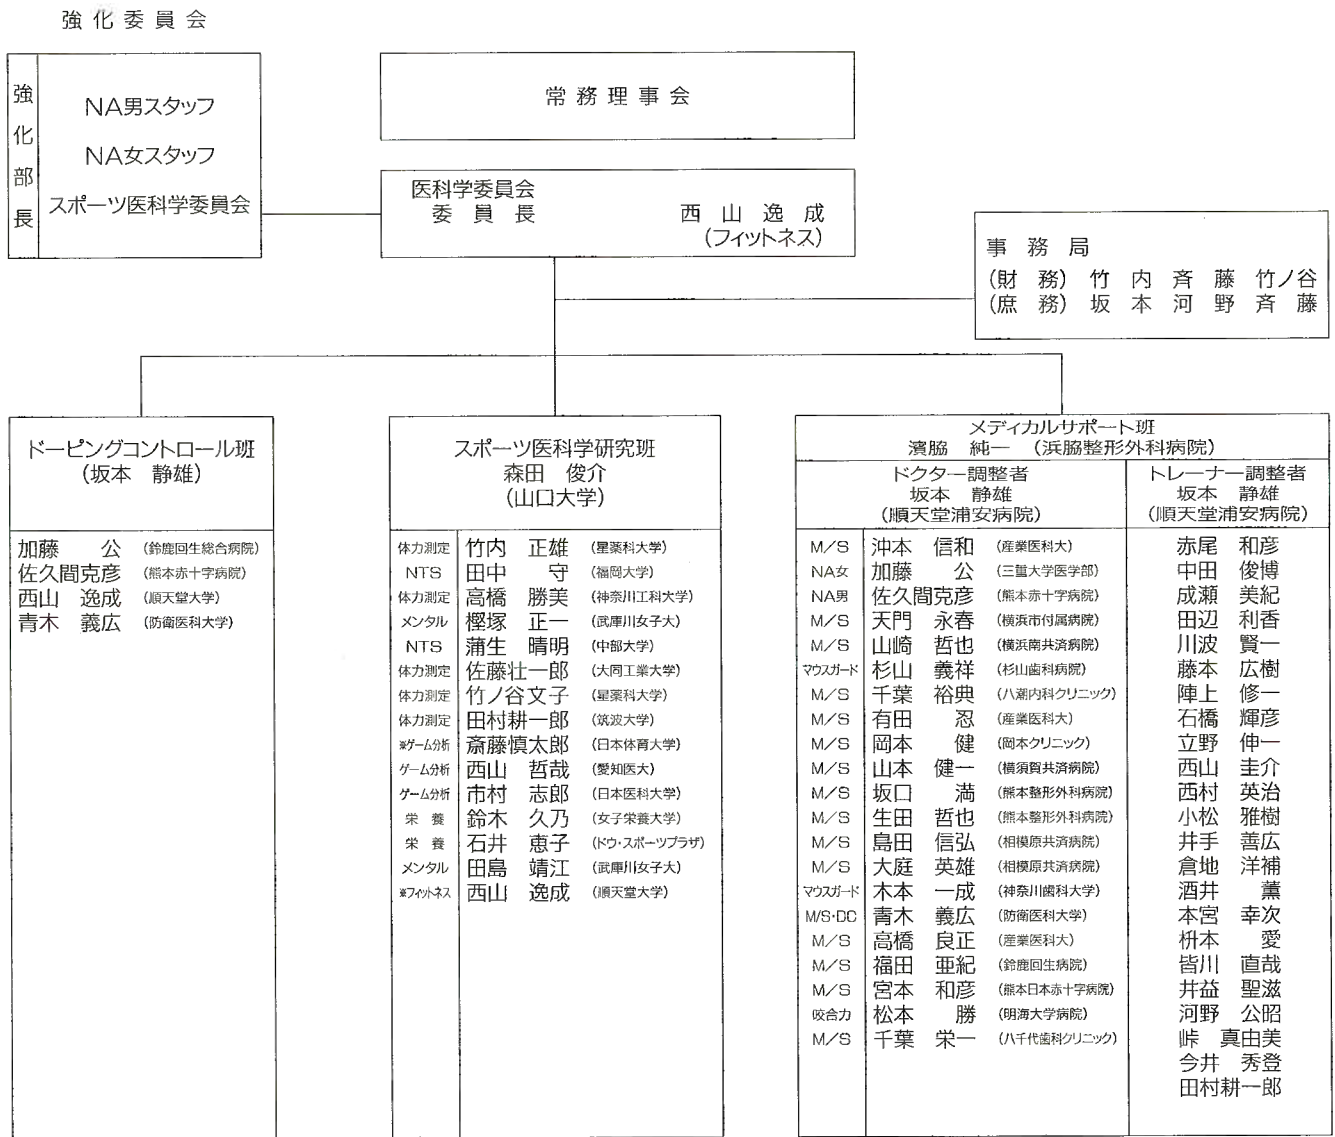 強化委員会
強化部長
NA男スタッフ
NA女スタッフ
スポーツ医科学委員会
常務理事会
医科学委員会
委員長 西山逸成
(フィットネス)
事務局
(財務) 竹内 斉藤 竹ノ谷
(庶務) 坂本 河野 斉藤
ドーピングコントロール班
(坂本 静雄)
加藤 公 (鈴鹿回生総合病院)
佐久間克彦 (熊本赤十字病院)
西山 逸成 (順天堂大学)
青木 義広 (防衛医科大学)
スポーツ医科学研究班
森田 俊介
(山口大学)
体力測定 竹内 正雄 (星薬科大学)
NTS 田中 守 (福岡大学)
体力測定 高橋 勝美 (神奈川工科大学)
メンタル 樫塚 正一 (武庫川女子大)
NTS 蒲生 晴明 (中部大学)
体力測定 佐藤壮一郎 (大同工業大学)
体力測定 竹ノ谷文子 (星薬科大学)
体力測定 田村耕一郎 (筑波大学)
※ゲーム分析 斎藤慎太郎 (日本体育大学)
ゲーム分析 西山 哲哉 (愛知医大)
ゲーム分析 市村 志郎 (日本医科大学)
栄養 鈴木 久乃 (女子栄養大学)
栄養 石井 恵子 (ドゥ・スポーツプラザ)
メンタル 田島 靖江 (武庫川女子大)
※フィットネス 西山 逸成 (順天堂大学)
メディカルサポート班
濱脇 純一 (浜脇整形外科病院)
ドクター調整者
坂本 静雄
(順天堂浦安病院)
M/S 沖本 信和 (産業医科大)
NA女 加藤 公 (三重大学医学部)
NA男 佐久間克彦 (熊本赤十字病院)
M/S 天門 永春 (横浜市付属病院)
M/S 山崎 哲也 (横浜南共済病院)
マウスガード 杉山 義祥 (杉山歯科病院)
M/S 千葉 裕典 (八潮内科クリニック)
M/S 有田 忍 (産業医科大)
M/S 岡本 健 (岡本クリニック)
M/S 山本 健一 (横須賀共済病院)
M/S 坂口 満 (熊本整形外科病院)
M/S 生田 哲也 (熊本整形外科病院)
M/S 島田 信弘 (相模原共済病院)
M/S 大庭 英雄 (相模原共済病院)
マウスガード 木本 一成 (神奈川歯科大学)
M/S・DC 青木 義広 (防衛医科大学)
M/S 高橋 良正 (産業医科大)
M/S 福田 亜紀 (鈴鹿回生病院)
M/S 宮本 和彦 (熊本日本赤十字病院)
咬合力 松本 勝 (明海大学病院)
M/S 千葉 栄一 (八千代歯科クリニック)
トレーナー調整者
坂本 静雄
(順天堂浦安病院)
赤尾 和彦
中田 俊博
成瀬 美紀
田辺 利香
川波 賢一
藤本 広樹
陣上 修一
石橋 輝彦
立野 伸一
西山 圭介
西村 英治
小松 雅樹
井手 善広
倉地 洋補
酒井 薫
本宮 幸次
枡本 愛
皆川 直哉
井益 聖滋
河野 公昭
峠 真由美
今井 秀登
田村耕一郎